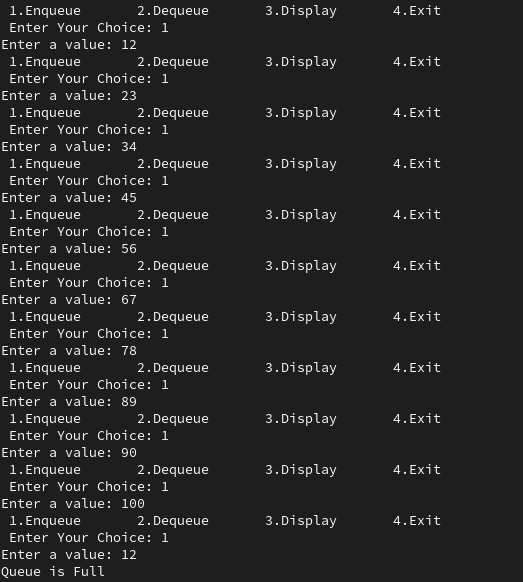 1.Enqueue 2.Dequeue 3.Display 4.Exit
Enter Your Choice: 1
Enter a value: 12
1.Enqueue 2.Dequeue 3.Display 4.Exit
Enter Your Choice: 1
Enter a value: 23
1.Enqueue 2.Dequeue 3.Display 4.Exit
Enter Your Choice: 1
Enter a value: 34
1.Enqueue 2.Dequeue 3.Display 4.Exit
Enter Your Choice: 1
Enter a value: 45
1.Enqueue 2.Dequeue 3.Display 4.Exit
Enter Your Choice: 1
Enter a value: 56
1.Enqueue 2.Dequeue 3.Display 4.Exit
Enter Your Choice: 1
Enter a value: 67
1.Enqueue 2.Dequeue 3.Display 4.Exit
Enter Your Choice: 1
Enter a value: 78
1.Enqueue 2.Dequeue 3.Display 4.Exit
Enter Your Choice: 1
Enter a value: 89
1.Enqueue 2.Dequeue 3.Display 4.Exit
Enter Your Choice: 1
Enter a value: 90
1.Enqueue 2.Dequeue 3.Display 4.Exit
Enter Your Choice: 1
Enter a value: 100
1.Enqueue 2.Dequeue 3.Display 4.Exit
Enter Your Choice: 1
Enter a value: 12
Queue is Full